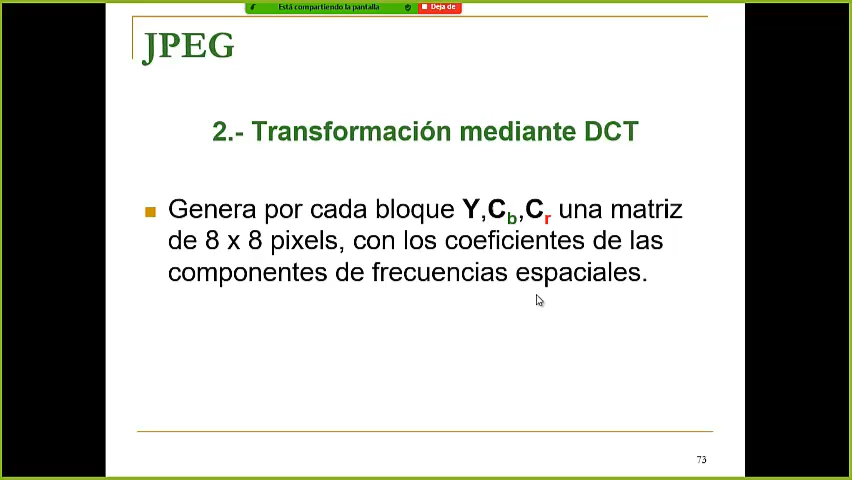 Está compartiendo la pantalla Deja de
JPEG
2.- Transformación mediante DCT
Genera por cada bloque Y,Cb,Cr una matriz
de 8 x 8 pixels, con los coeficientes de las
componentes de frecuencias espaciales.
73